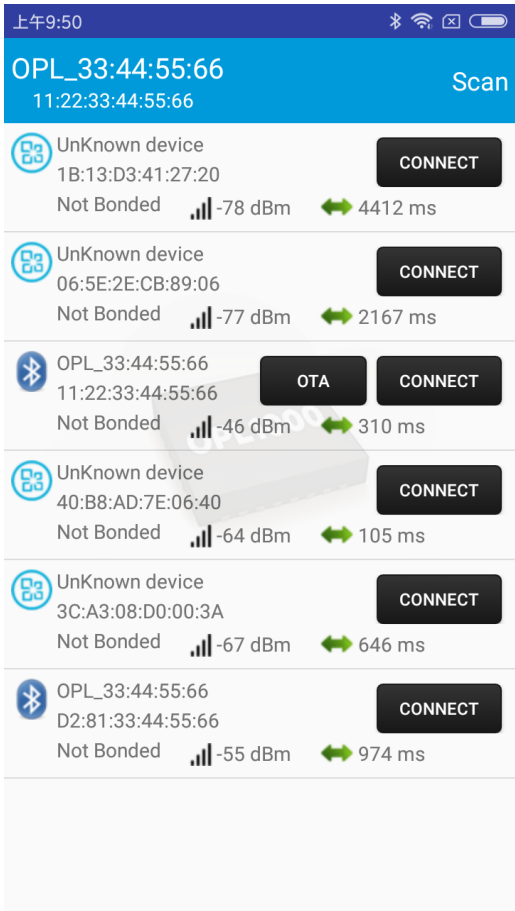 上午9:50
OPL_33:44:55:66
11:22:33:44:55:66
Scan
UnKnown device
1B:13:D3:41:27:20
Not Bonded -78 dBm 4412 ms
CONNECT
UnKnown device
06:5E:2E:CB:89:06
Not Bonded -77 dBm 2167 ms
CONNECT
OPL_33:44:55:66
11:22:33:44:55:66
Not Bonded -46 dBm 310 ms
OTA CONNECT
OPL1000
UnKnown device
40:B8:AD:7E:06:40
Not Bonded -64 dBm 105 ms
CONNECT
UnKnown device
3C:A3:08:D0:00:3A
Not Bonded -67 dBm 646 ms
CONNECT
OPL_33:44:55:66
D2:81:33:44:55:66
Not Bonded -55 dBm 974 ms
CONNECT